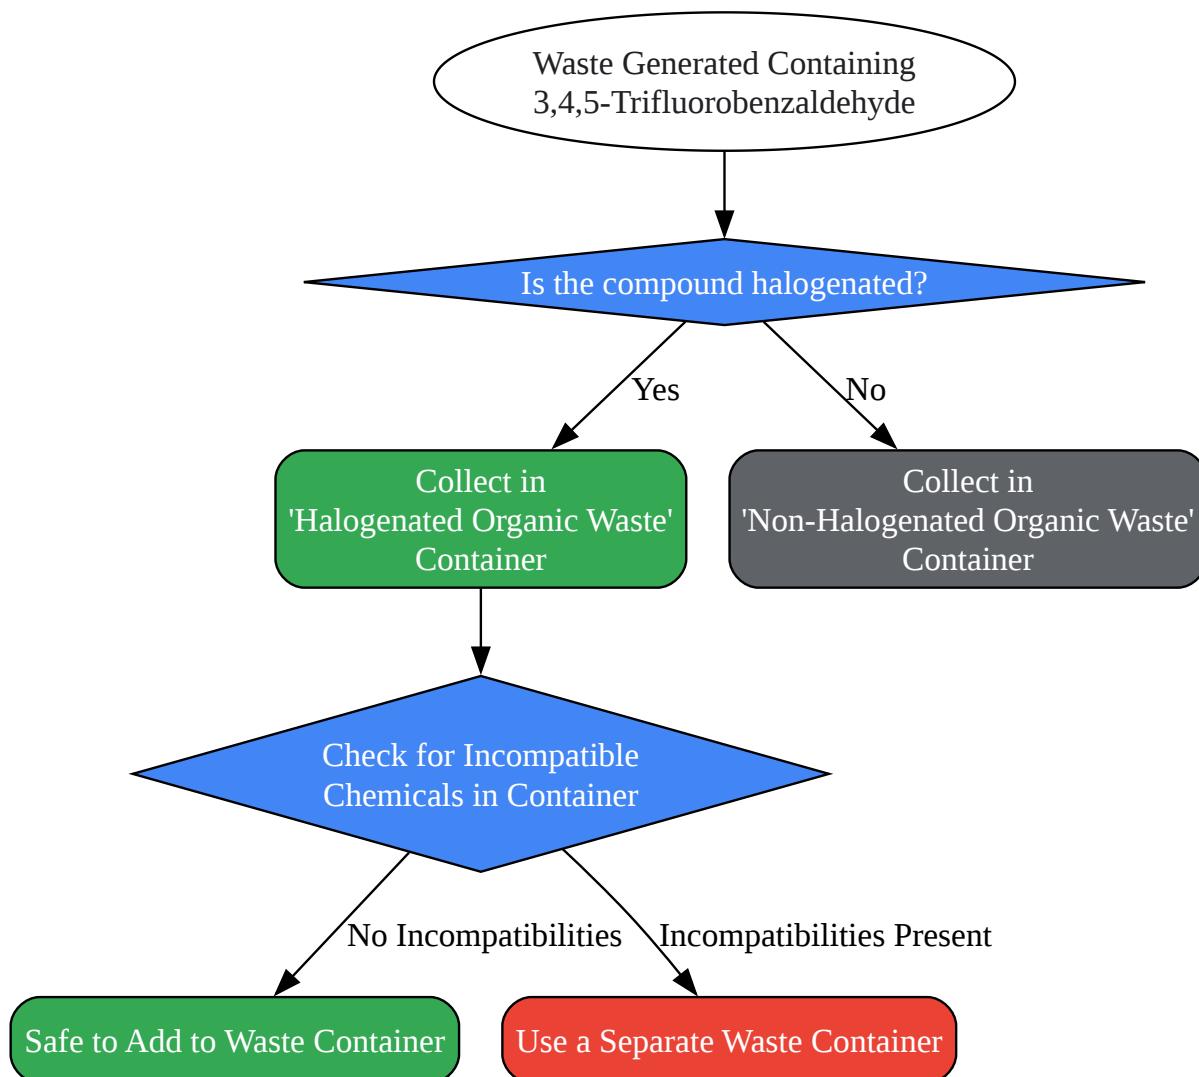 Waste Generated Containing
3,4,5-Trifluorobenzaldehyde
Is the compound halogenated?
Yes
No
Collect in
'Halogenated Organic Waste'
Container
Collect in
'Non-Halogenated Organic Waste'
Container
Check for Incompatible
Chemicals in Container
No Incompatibilities
Incompatibilities Present
Safe to Add to Waste Container
Use a Separate Waste Container